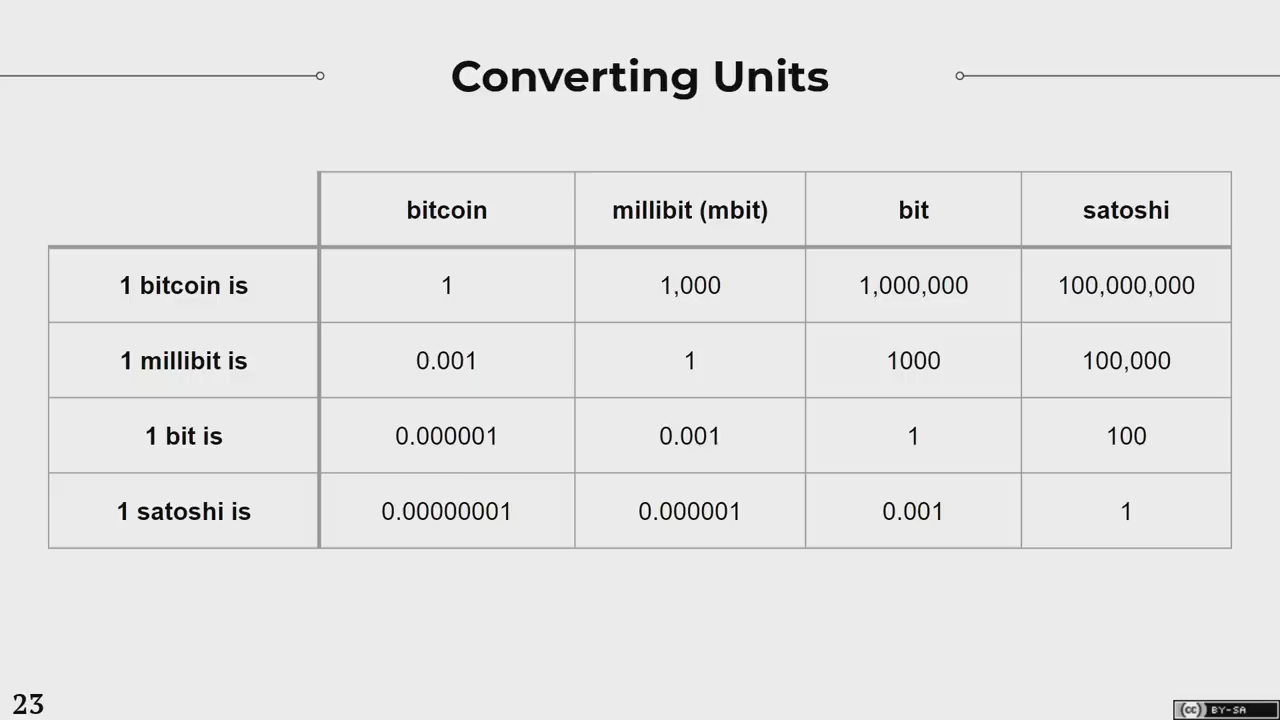 Converting Units
bitcoin millibit (mbit) bit satoshi
1 bitcoin is 1 1,000 1,000,000 100,000,000
1 millibit is 0.001 1 1000 100,000
1 bit is 0.000001 0.001 1 100
1 satoshi is 0.00000001 0.000001 0.001 1
23
cc BY-SA